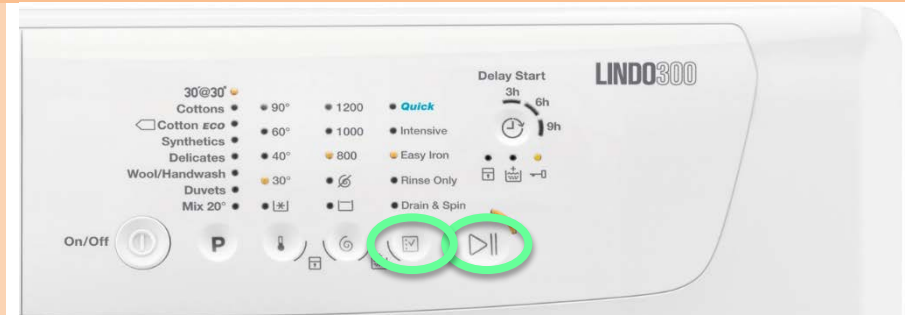 LINDO300
Delay Start
3h
6h
9h
30'@30°
Cottons
Cotton ECO
Synthetics
Delicates
Wool/Handwash
Duvets
Mix 20°
90°
60°
40°
30°
1200
1000
800
Quick
Intensive
Easy Iron
Rinse Only
Drain & Spin
On/Off
P